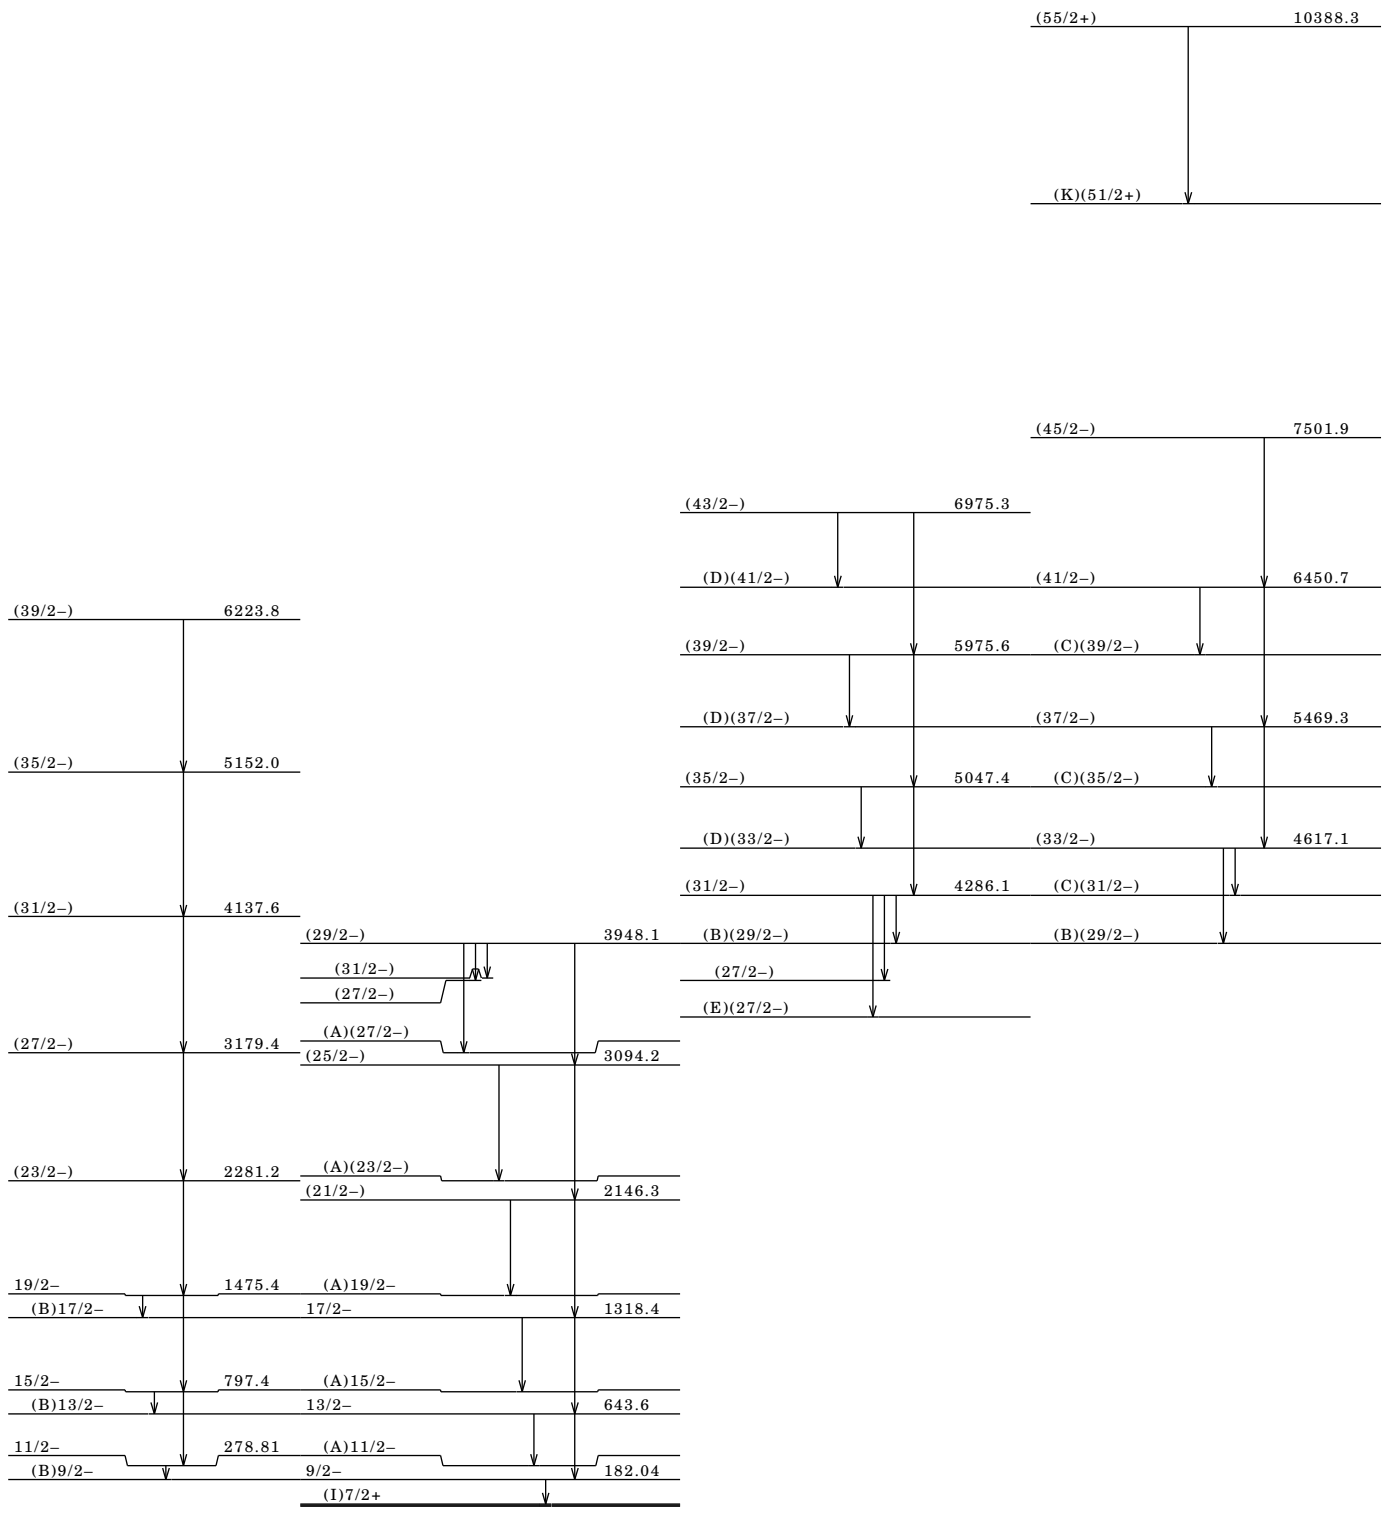 (55/2+) 10388.3
(K)(51/2+)
(45/2−) 7501.9
(43/2−) 6975.3
(D)(41/2−) (41/2−) 6450.7
(39/2−) 6223.8
(39/2−) 5975.6 (C)(39/2−)
(D)(37/2−) (37/2−) 5469.3
(35/2−) 5152.0
(35/2−) 5047.4 (C)(35/2−)
(D)(33/2−) (33/2−) 4617.1
(31/2−) 4286.1 (C)(31/2−)
(31/2−) 4137.6
(29/2−) 3948.1 (B)(29/2−) (B)(29/2−)
(31/2−) (27/2−)
(27/2−)
(E)(27/2−)
(A)(27/2−)
(27/2−) 3179.4
(25/2−) 3094.2
(A)(23/2−)
(23/2−) 2281.2
(21/2−) 2146.3
19/2− 1475.4 (A)19/2−
(B)17/2− 17/2− 1318.4
15/2− 797.4 (A)15/2−
(B)13/2− 13/2− 643.6
11/2− 278.81 (A)11/2−
(B)9/2− 9/2− 182.04
(I)7/2+